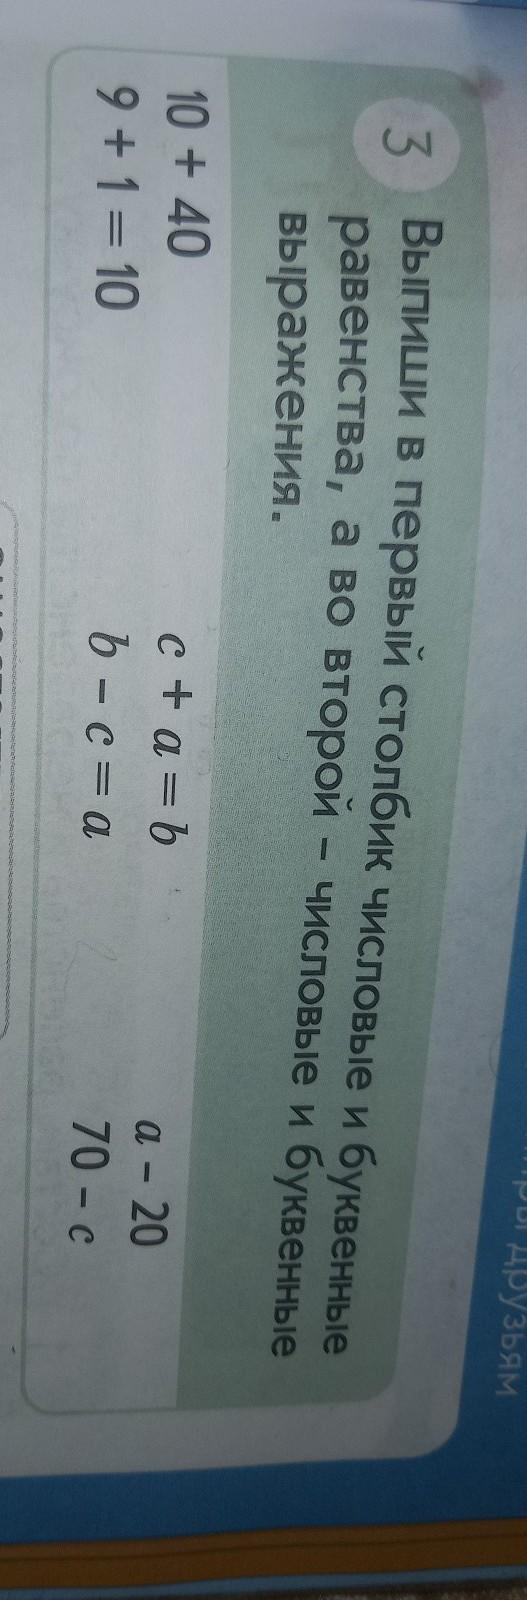 друзьям
3 Выпиши в первый столбик числовые и буквенные
равенства, а во второй – числовые и буквенные
выражения.
10 + 40 c + a = b a – 20
9 + 1 = 10 b – c = a 70 – c